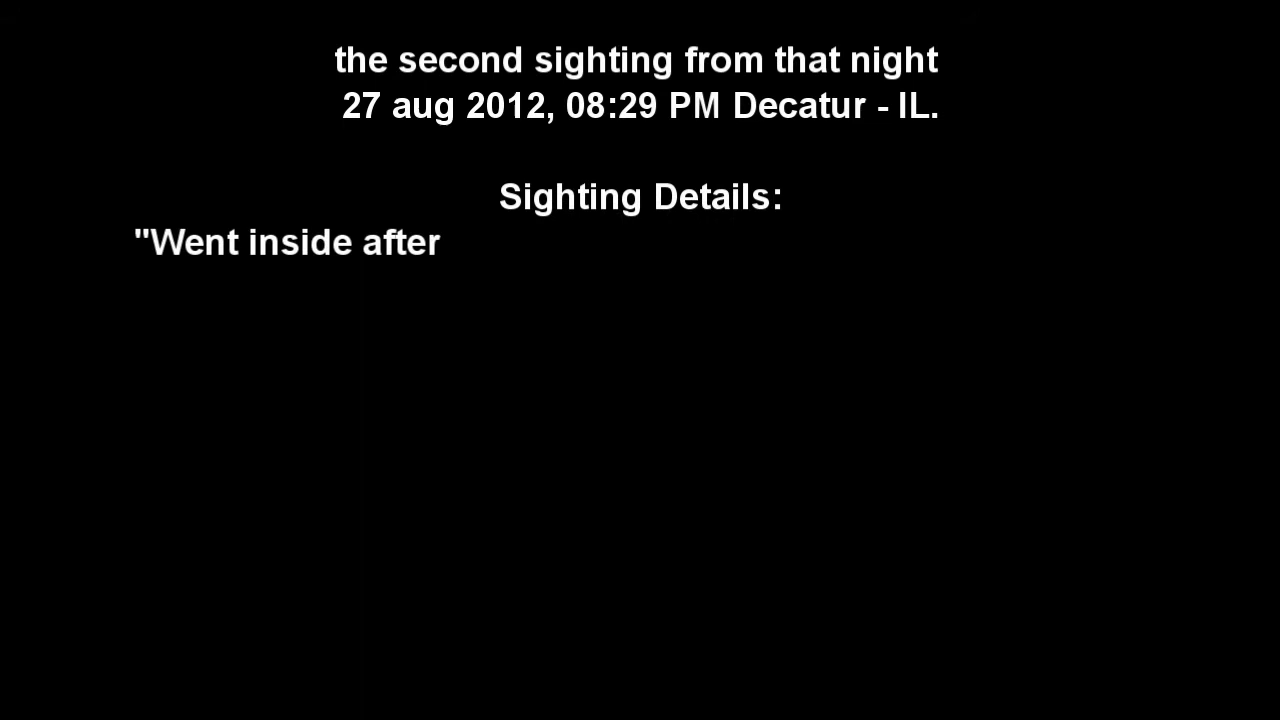 the second sighting from that night
27 aug 2012, 08:29 PM Decatur - IL.
Sighting Details:
"Went inside after